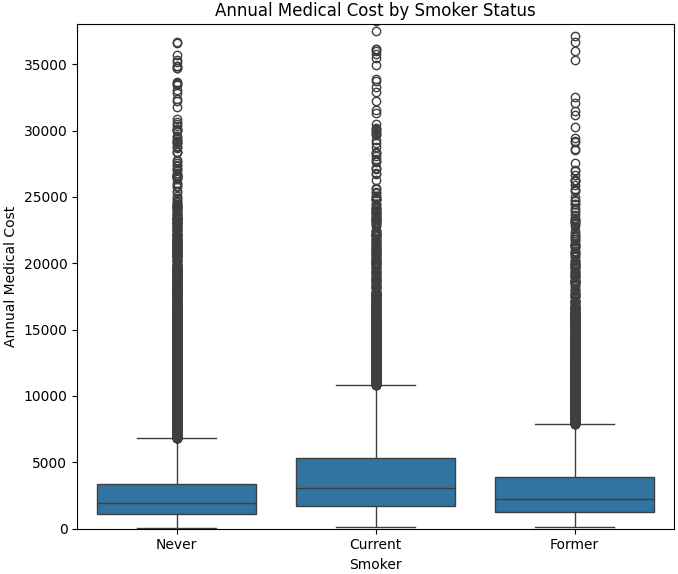 Annual Medical Cost by Smoker Status
Annual Medical Cost
35000
30000
25000
20000
15000
10000
5000
0
Never Current Former
Smoker